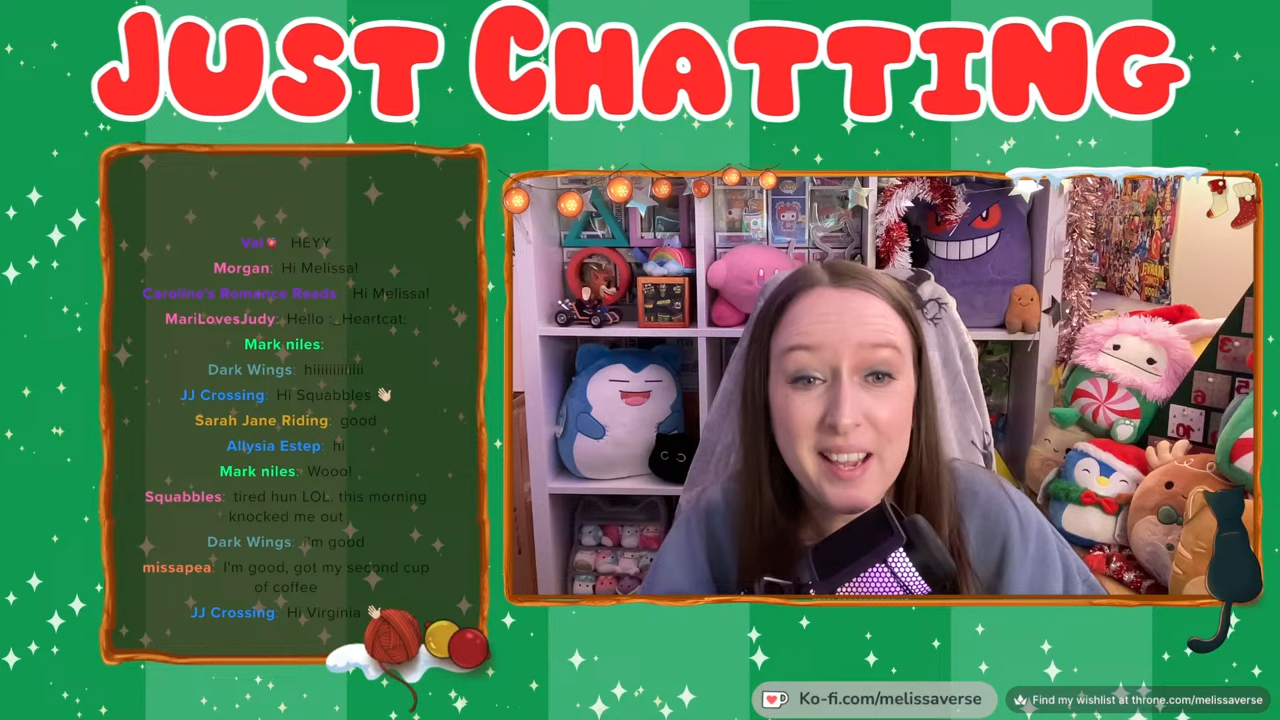 JUST CHATTING
Val HEYY
Morgan: Hi Melissa!
Caroline's Romance Reads Hi Melissa!
MariLovesJudy: Hello :_Heartcat:
Mark niles:
Dark Wings: hiiiiiiiiiiiii
JJ Crossing: Hi Squabbles 👋🏻
Sarah Jane Riding: good
Allysia Estep: hi
Mark niles: Wooo!
Squabbles: tired hun LOL. this morning
knocked me out
Dark Wings: i'm good
missapea: I'm good, got my second cup
of coffee
JJ Crossing: Hi Virginia 👋🏻
Ko-fi.com/melissaverse
Find my wishlist at throne.com/melissaverse